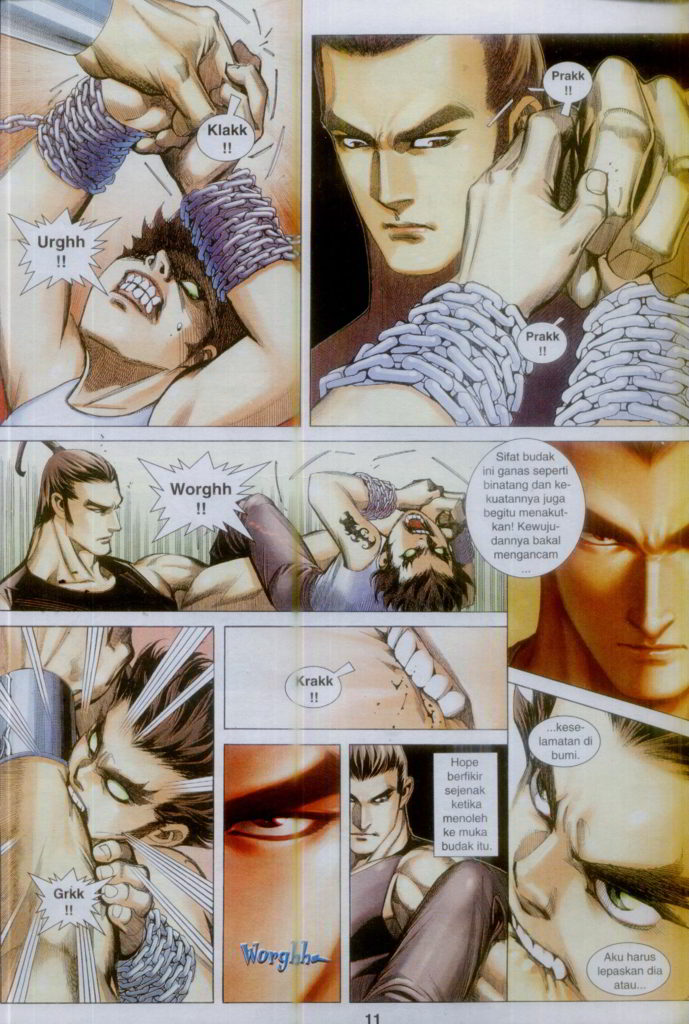 Klakk
!!
Urghh
!!
Prakk
!!
Prakk
!!
Worghh
!!
Sifat budak
ini ganas seperti
binatang dan ke-
kuatannya juga
begitu menakut-
kan! Kewuju-
dannya bakal
mengancam
...
Grkk
!!
Krakk
!!
Worghhh
Hope
berfikir
sejenak
ketika
menoleh
ke muka
budak itu.
...kese-
lamatan di
bumi.
Aku harus
lepaskan dia
atau...
11